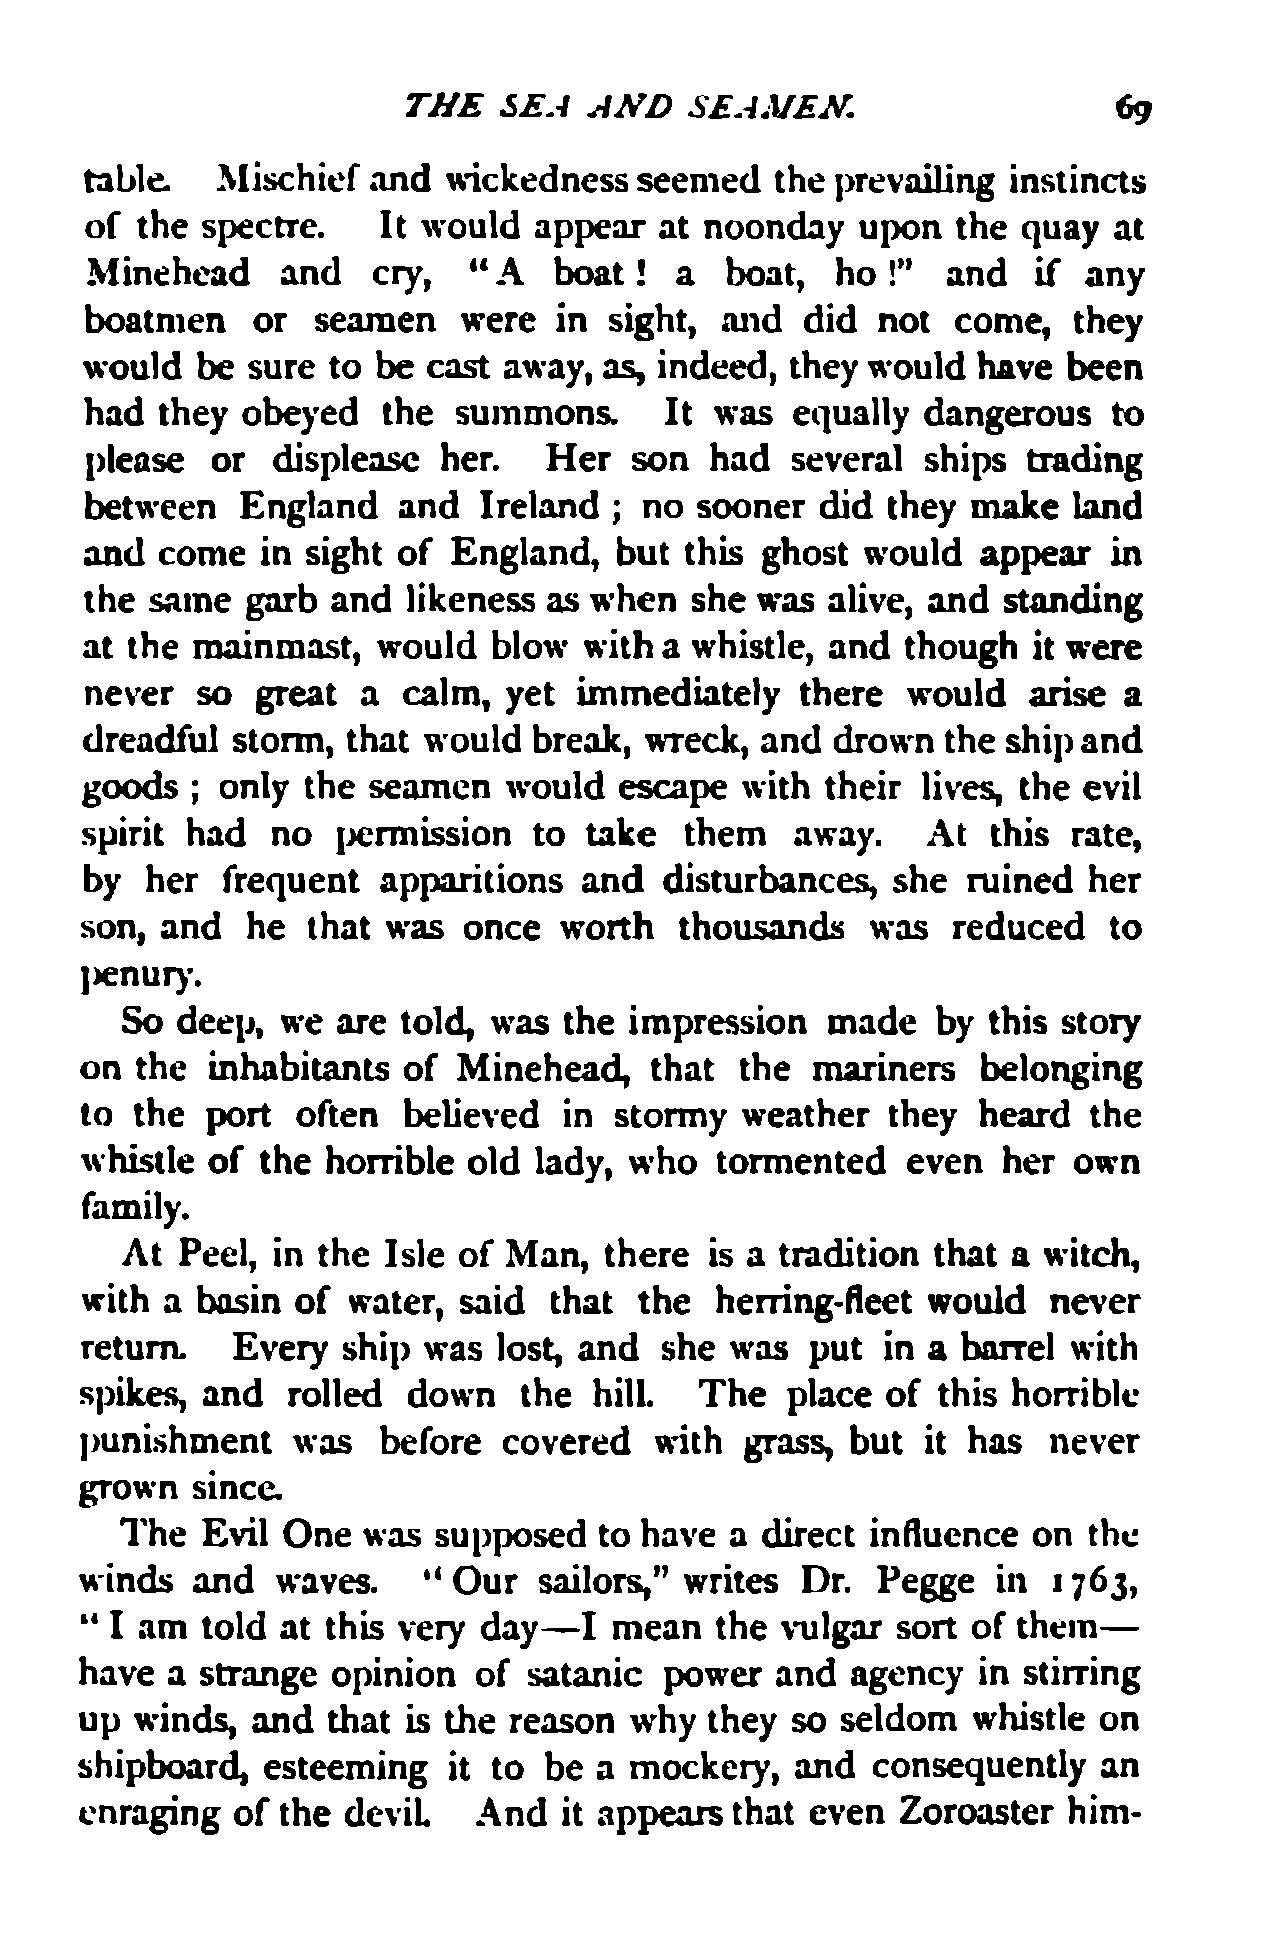 THE SEA AND SEAMEN. 69
table. Mischief and wickedness seemed the prevailing instincts
of the spectre. It would appear at noonday upon the quay at
Minehead and cry, "A boat! a boat, ho!" and if any
boatmen or seamen were in sight, and did not come, they
would be sure to be cast away, as, indeed, they would have been
had they obeyed the summons. It was equally dangerous to
please or displease her. Her son had several ships trading
between England and Ireland; no sooner did they make land
and come in sight of England, but this ghost would appear in
the same garb and likeness as when she was alive, and standing
at the mainmast, would blow with a whistle, and though it were
never so great a calm, yet immediately there would arise a
dreadful storm, that would break, wreck, and drown the ship and
goods; only the seamen would escape with their lives, the evil
spirit had no permission to take them away. At this rate,
by her frequent apparitions and disturbances, she ruined her
son, and he that was once worth thousands was reduced to
penury.
So deep, we are told, was the impression made by this story
on the inhabitants of Minehead, that the mariners belonging
to the port often believed in stormy weather they heard the
whistle of the horrible old lady, who tormented even her own
family.
At Peel, in the Isle of Man, there is a tradition that a witch,
with a basin of water, said that the herring-fleet would never
return. Every ship was lost, and she was put in a barrel with
spikes, and rolled down the hill. The place of this horrible
punishment was before covered with grass, but it has never
grown since.
The Evil One was supposed to have a direct influence on the
winds and waves. "Our sailors," writes Dr. Pegge in 1763,
"I am told at this very day—I mean the vulgar sort of them—
have a strange opinion of satanic power and agency in stirring
up winds, and that is the reason why they so seldom whistle on
shipboard, esteeming it to be a mockery, and consequently an
enraging of the devil. And it appears that even Zoroaster him-